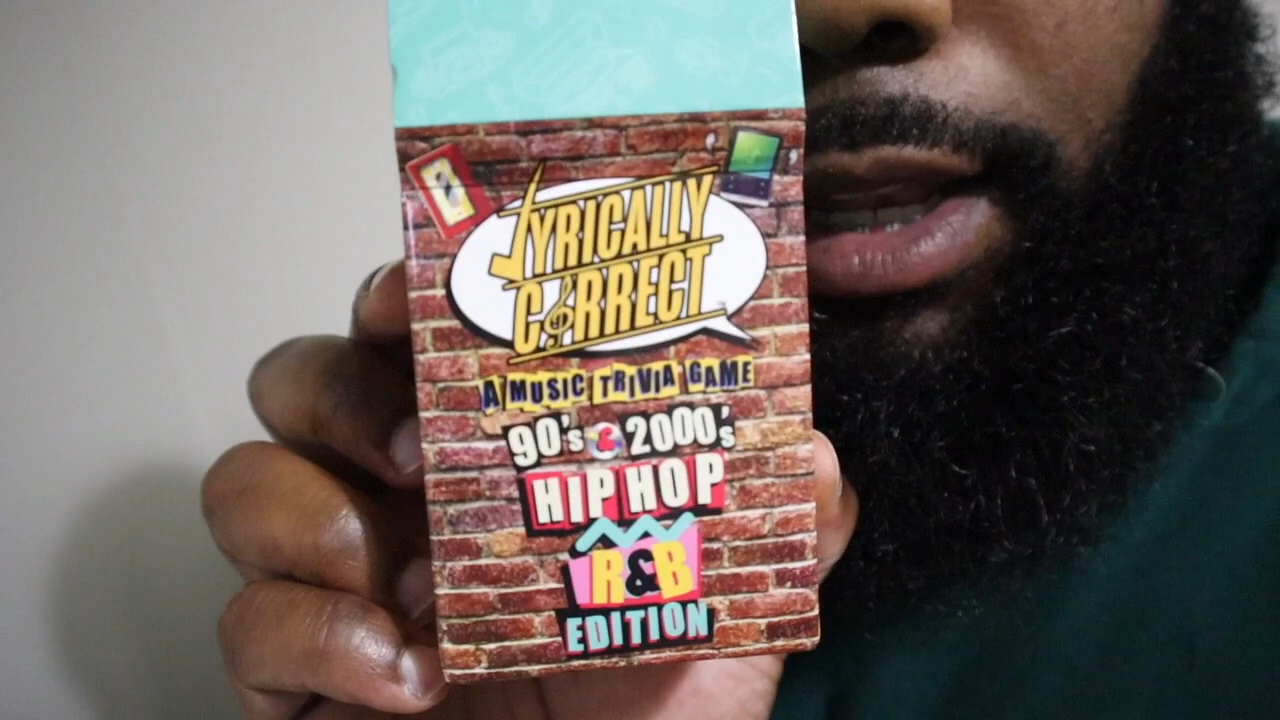 LYRICALLY
CORRECT
A MUSIC TRIVIA GAME
90's & 2000's
HIP HOP
R&B
EDITION